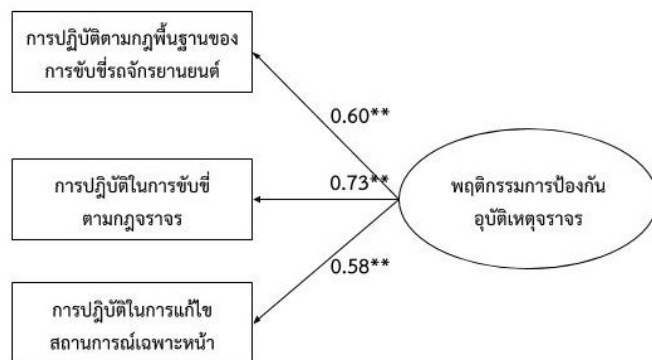 การปฏิบัติตามกฎพื้นฐานของ
การขับขี่รถจักรยานยนต์
0.60**
การปฎิบัติในการขับขี่
ตามกฎจราจร
0.73**
พฤติกรรมการป้องกัน
อุบัติเหตุจราจร
0.58**
การปฎิบัติในการแก้ไข
สถานการณ์เฉพาะหน้า